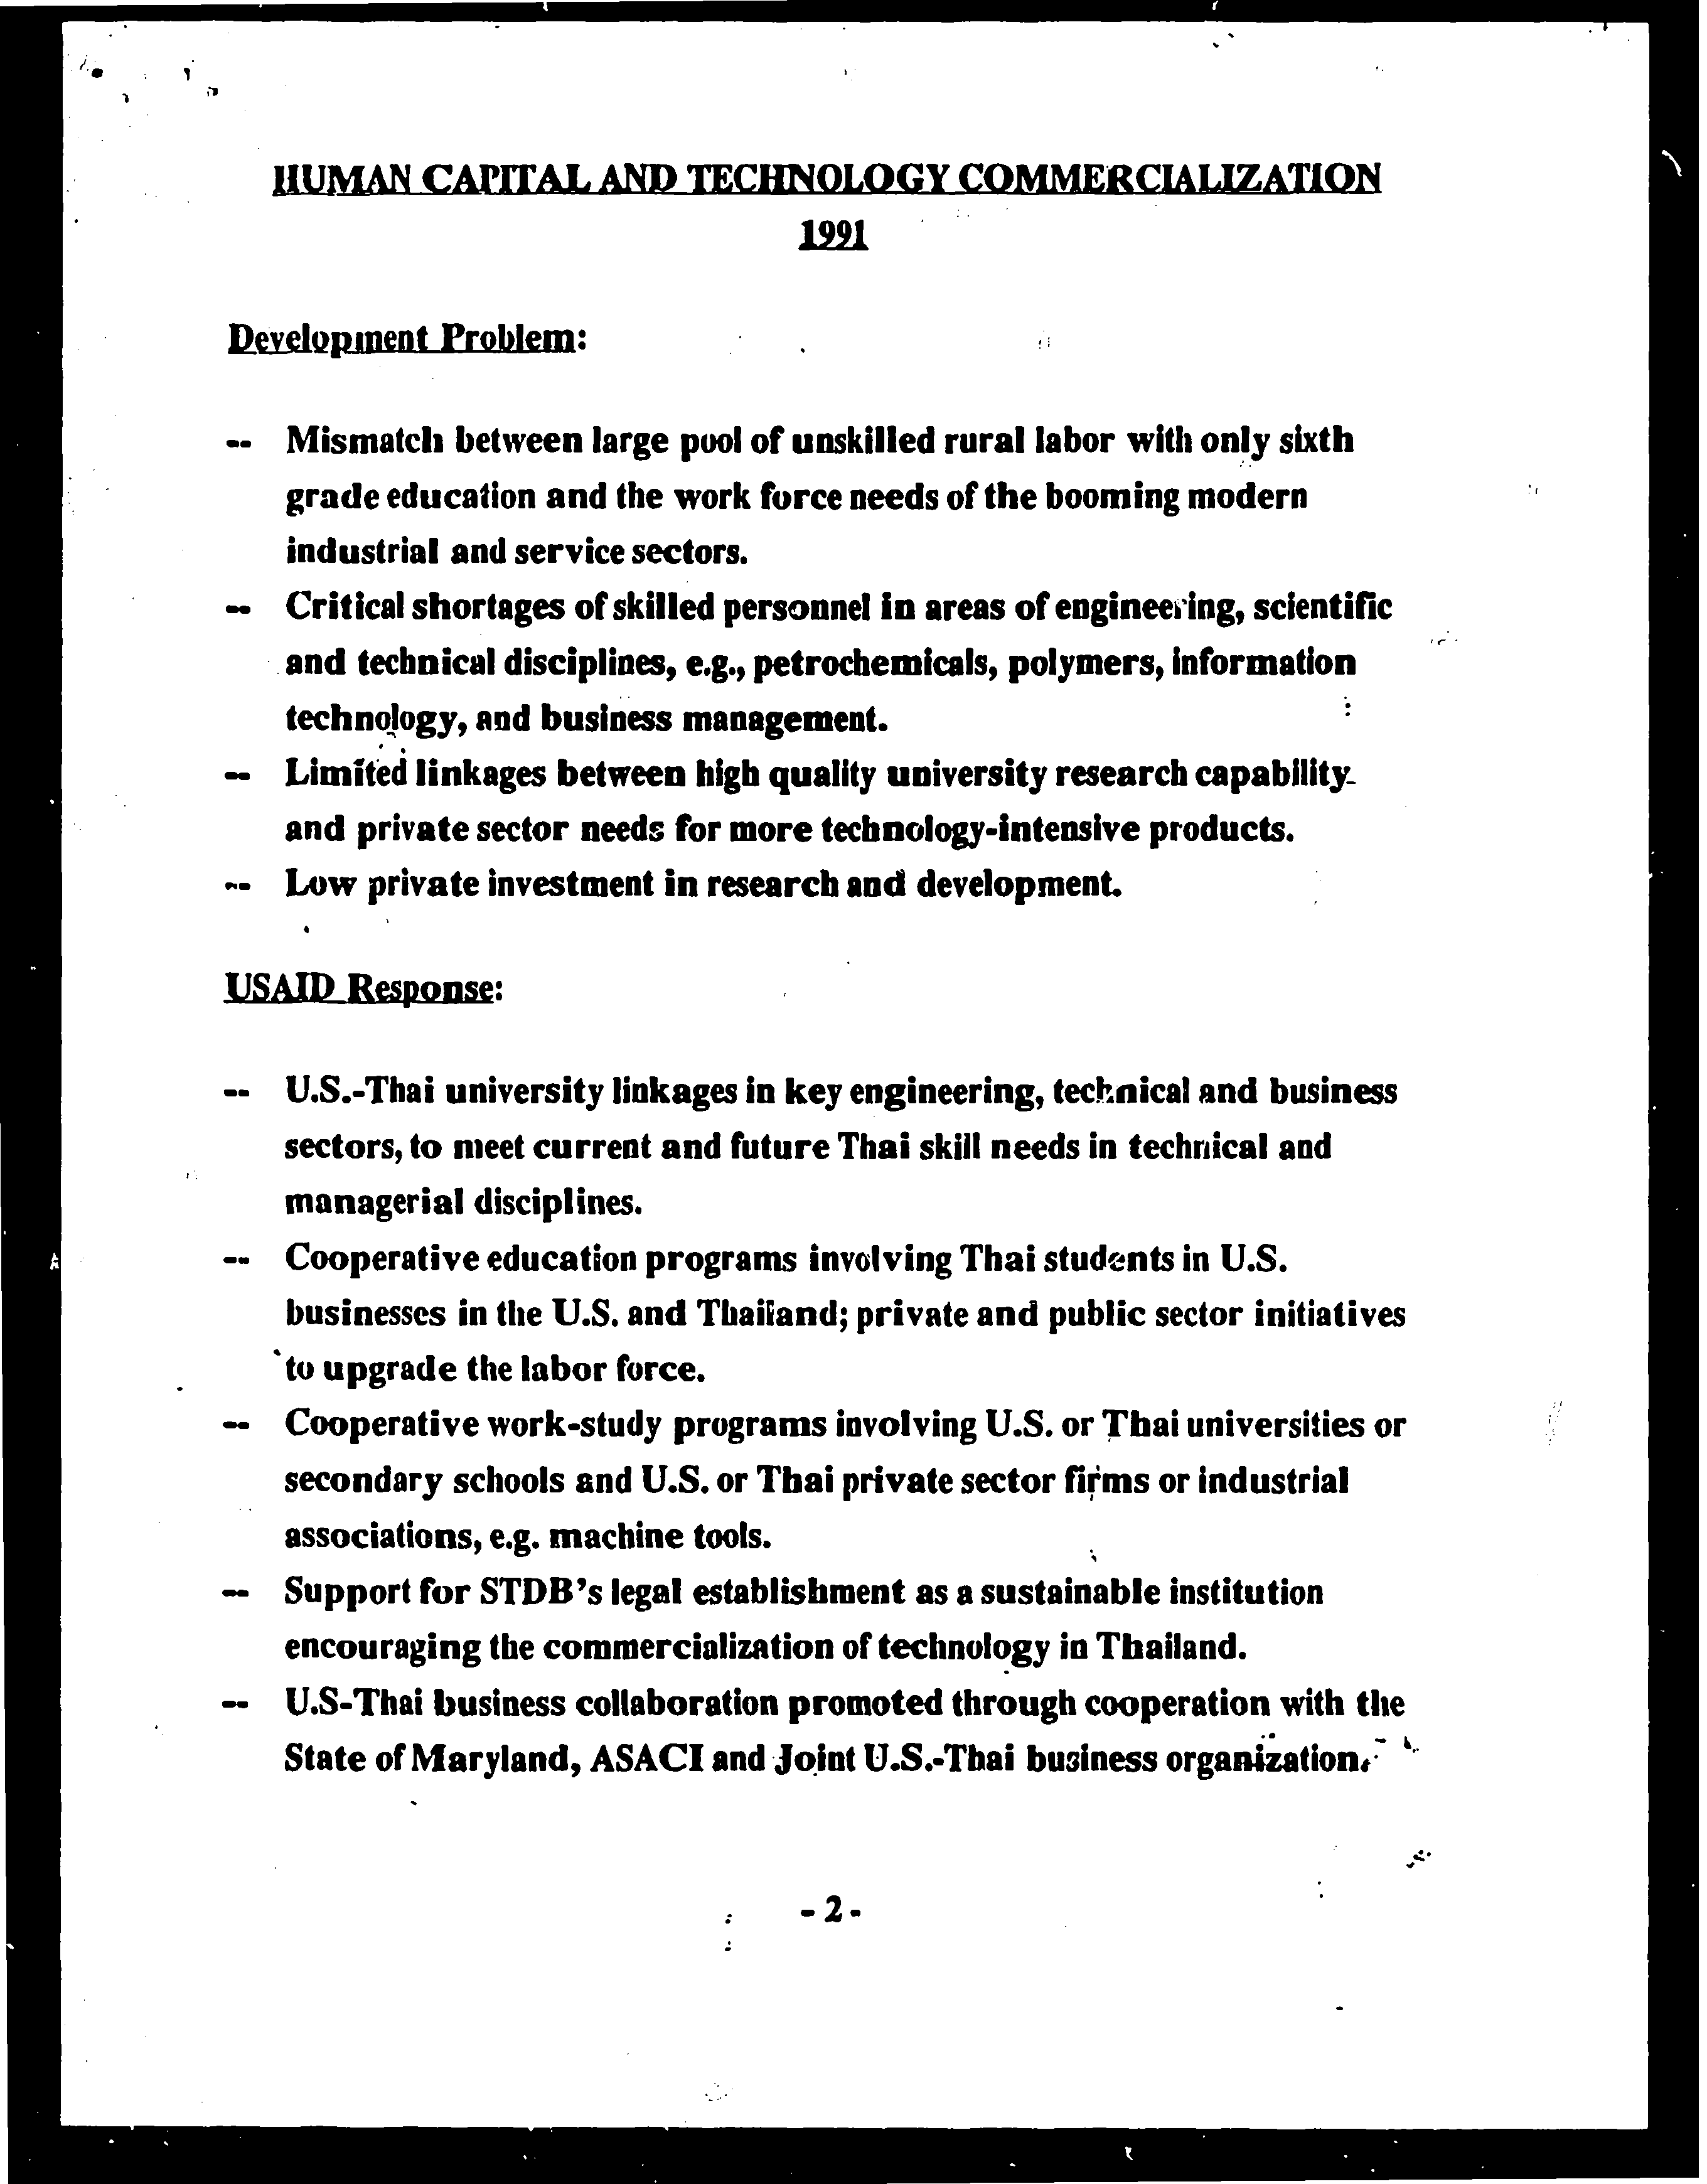 HUMAN CAPITAL AND TECHNOLOGY COMMERCIALIZATION
1991
Development Problem:
-- Mismatch between large pool of unskilled rural labor with only sixth
grade education and the work force needs of the booming modern
industrial and service sectors.
-- Critical shortages of skilled personnel in areas of engineering, scientific
and technical disciplines, e.g., petrochemicals, polymers, information
technology, and business management.
-- Limited linkages between high quality university research capability
and private sector needs for more technology-intensive products.
-- Low private investment in research and development.
USAID Response:
-- U.S.-Thai university linkages in key engineering, technical and business
sectors, to meet current and future Thai skill needs in technical and
managerial disciplines.
-- Cooperative education programs involving Thai students in U.S.
businesses in the U.S. and Thailand; private and public sector initiatives
to upgrade the labor force.
-- Cooperative work-study programs involving U.S. or Thai universities or
secondary schools and U.S. or Thai private sector firms or industrial
associations, e.g. machine tools.
-- Support for STDB's legal establishment as a sustainable institution
encouraging the commercialization of technology in Thailand.
-- U.S-Thai business collaboration promoted through cooperation with the
State of Maryland, ASACI and Joint U.S.-Thai business organization.
- 2 -